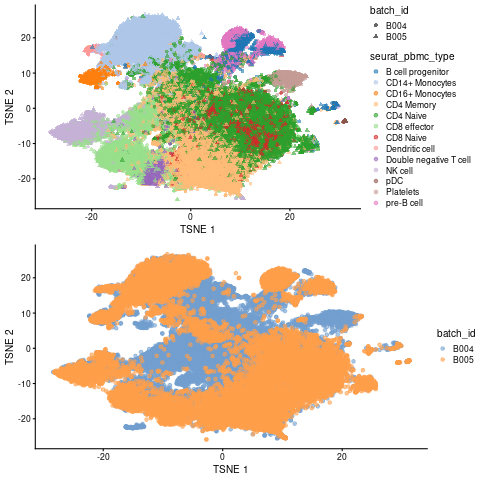 batch_id
B004
B005
seurat_pbmc_type
B cell progenitor
CD14+ Monocytes
CD16+ Monocytes
CD4 Memory
CD4 Naive
CD8 effector
CD8 Naive
Dendritic cell
Double negative T cell
NK cell
pDC
Platelets
pre-B cell
TSNE 2
20
10
0
-10
-20
-20
0
20
TSNE 1
TSNE 2
20
10
0
-10
-20
-20
0
20
TSNE 1
batch_id
B004
B005